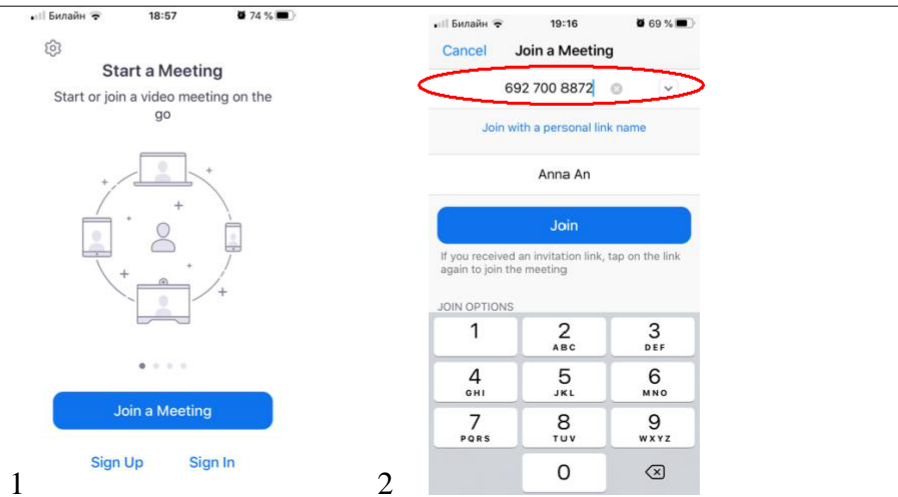 Билайн 18:57 74 %
Start a Meeting
Start or join a video meeting on the
go
Join a Meeting
Sign Up Sign In
1
Билайн 19:16 69 %
Cancel Join a Meeting
692 700 8872
Join with a personal link name
Anna An
Join
If you received an invitation link, tap on the link
again to join the meeting
JOIN OPTIONS
1 2 3
ABC DEF
4 5 6
GHI JKL MNO
7 8 9
PQRS TUV WXYZ
0
2